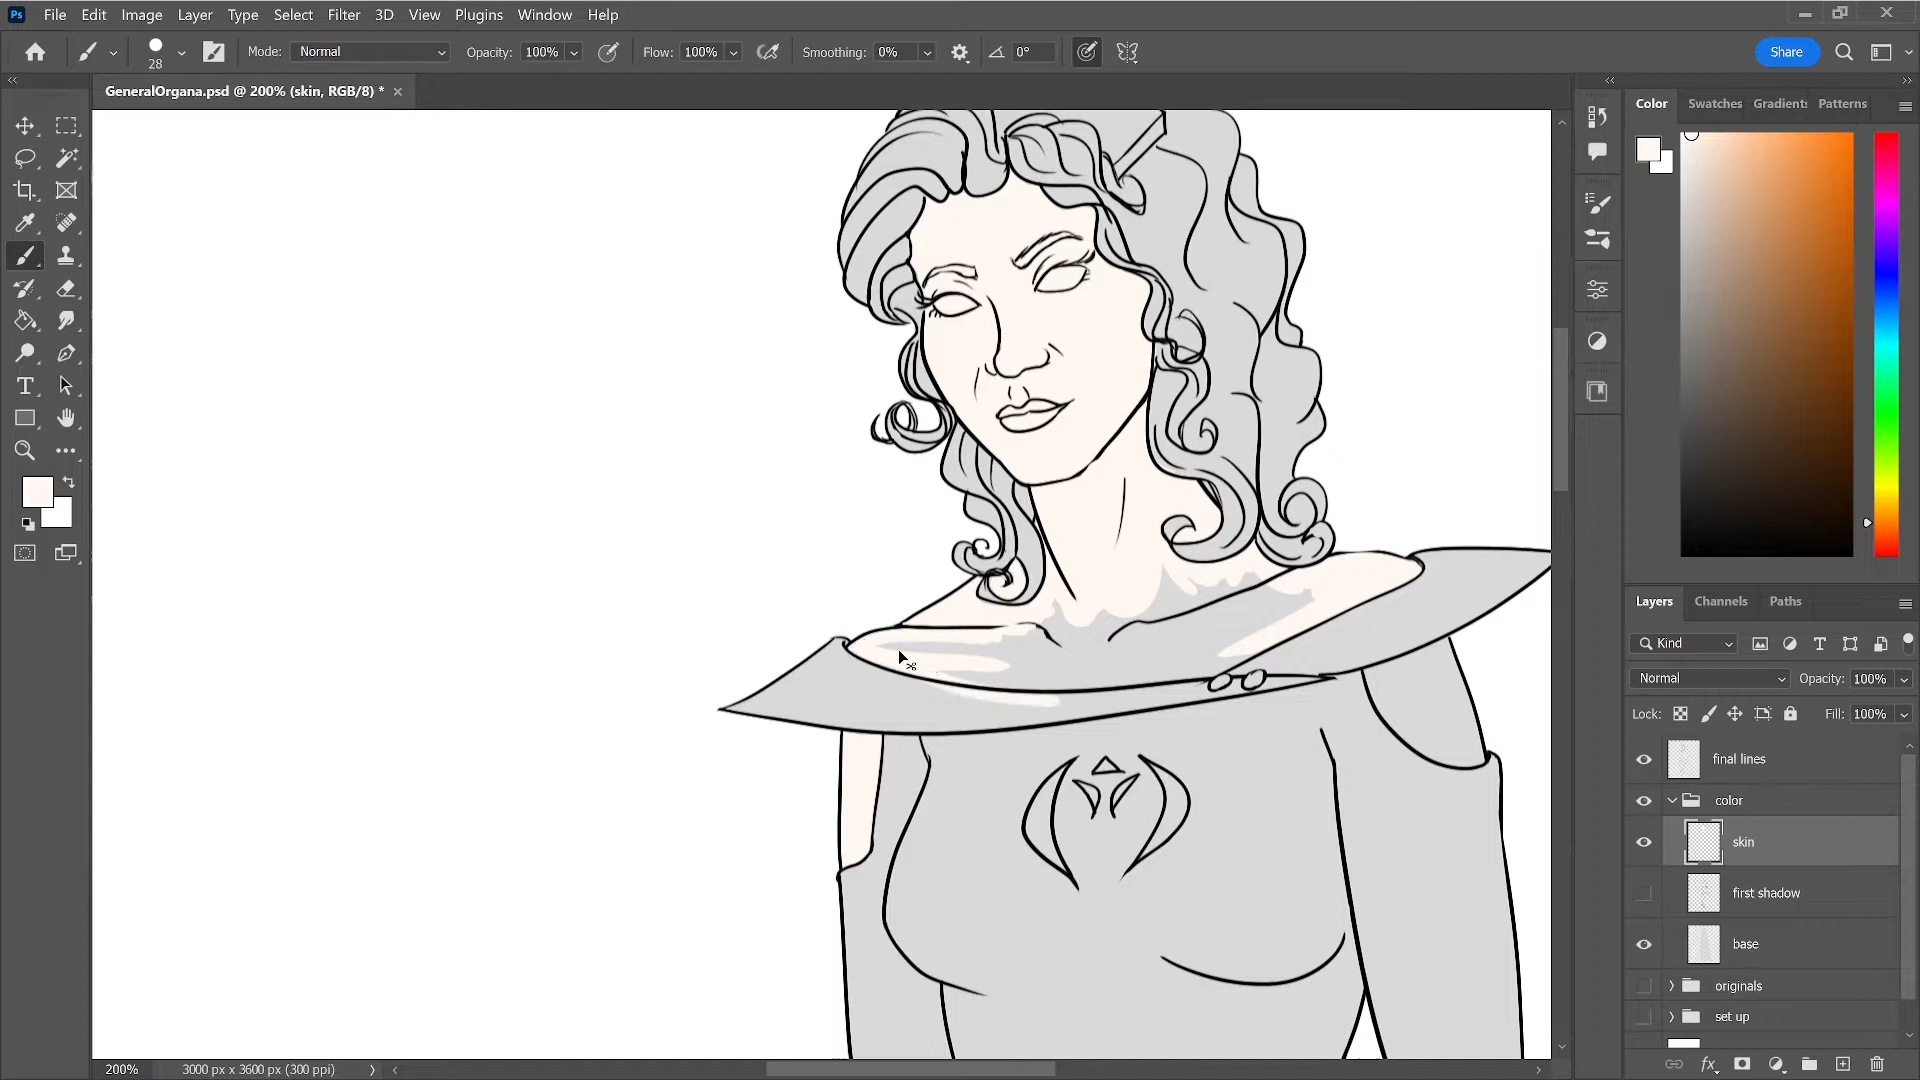 Ps File Edit Image Layer Type Select Filter 3D View Plugins Window Help
28 Mode: Normal Opacity: 100% Flow: 100% Smoothing: 0% 0° Share
GeneralOrgana.psd @ 200% (skin, RGB/8) *
Color Swatches Gradients Patterns
Layers Channels Paths
Kind
Normal Opacity: 100%
Lock: Fill: 100%
final lines
color
skin
first shadow
base
originals
set up
200% 3000 px x 3600 px (300 ppi)